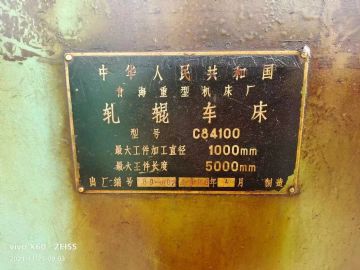 中华人民共和国
青海重型机床厂
轧辊车床
型号 C84100
最大工件加工直径 1000mm
最大工件长度 5000mm
出厂编号 年 月 制造
vivo X60 · ZEISS